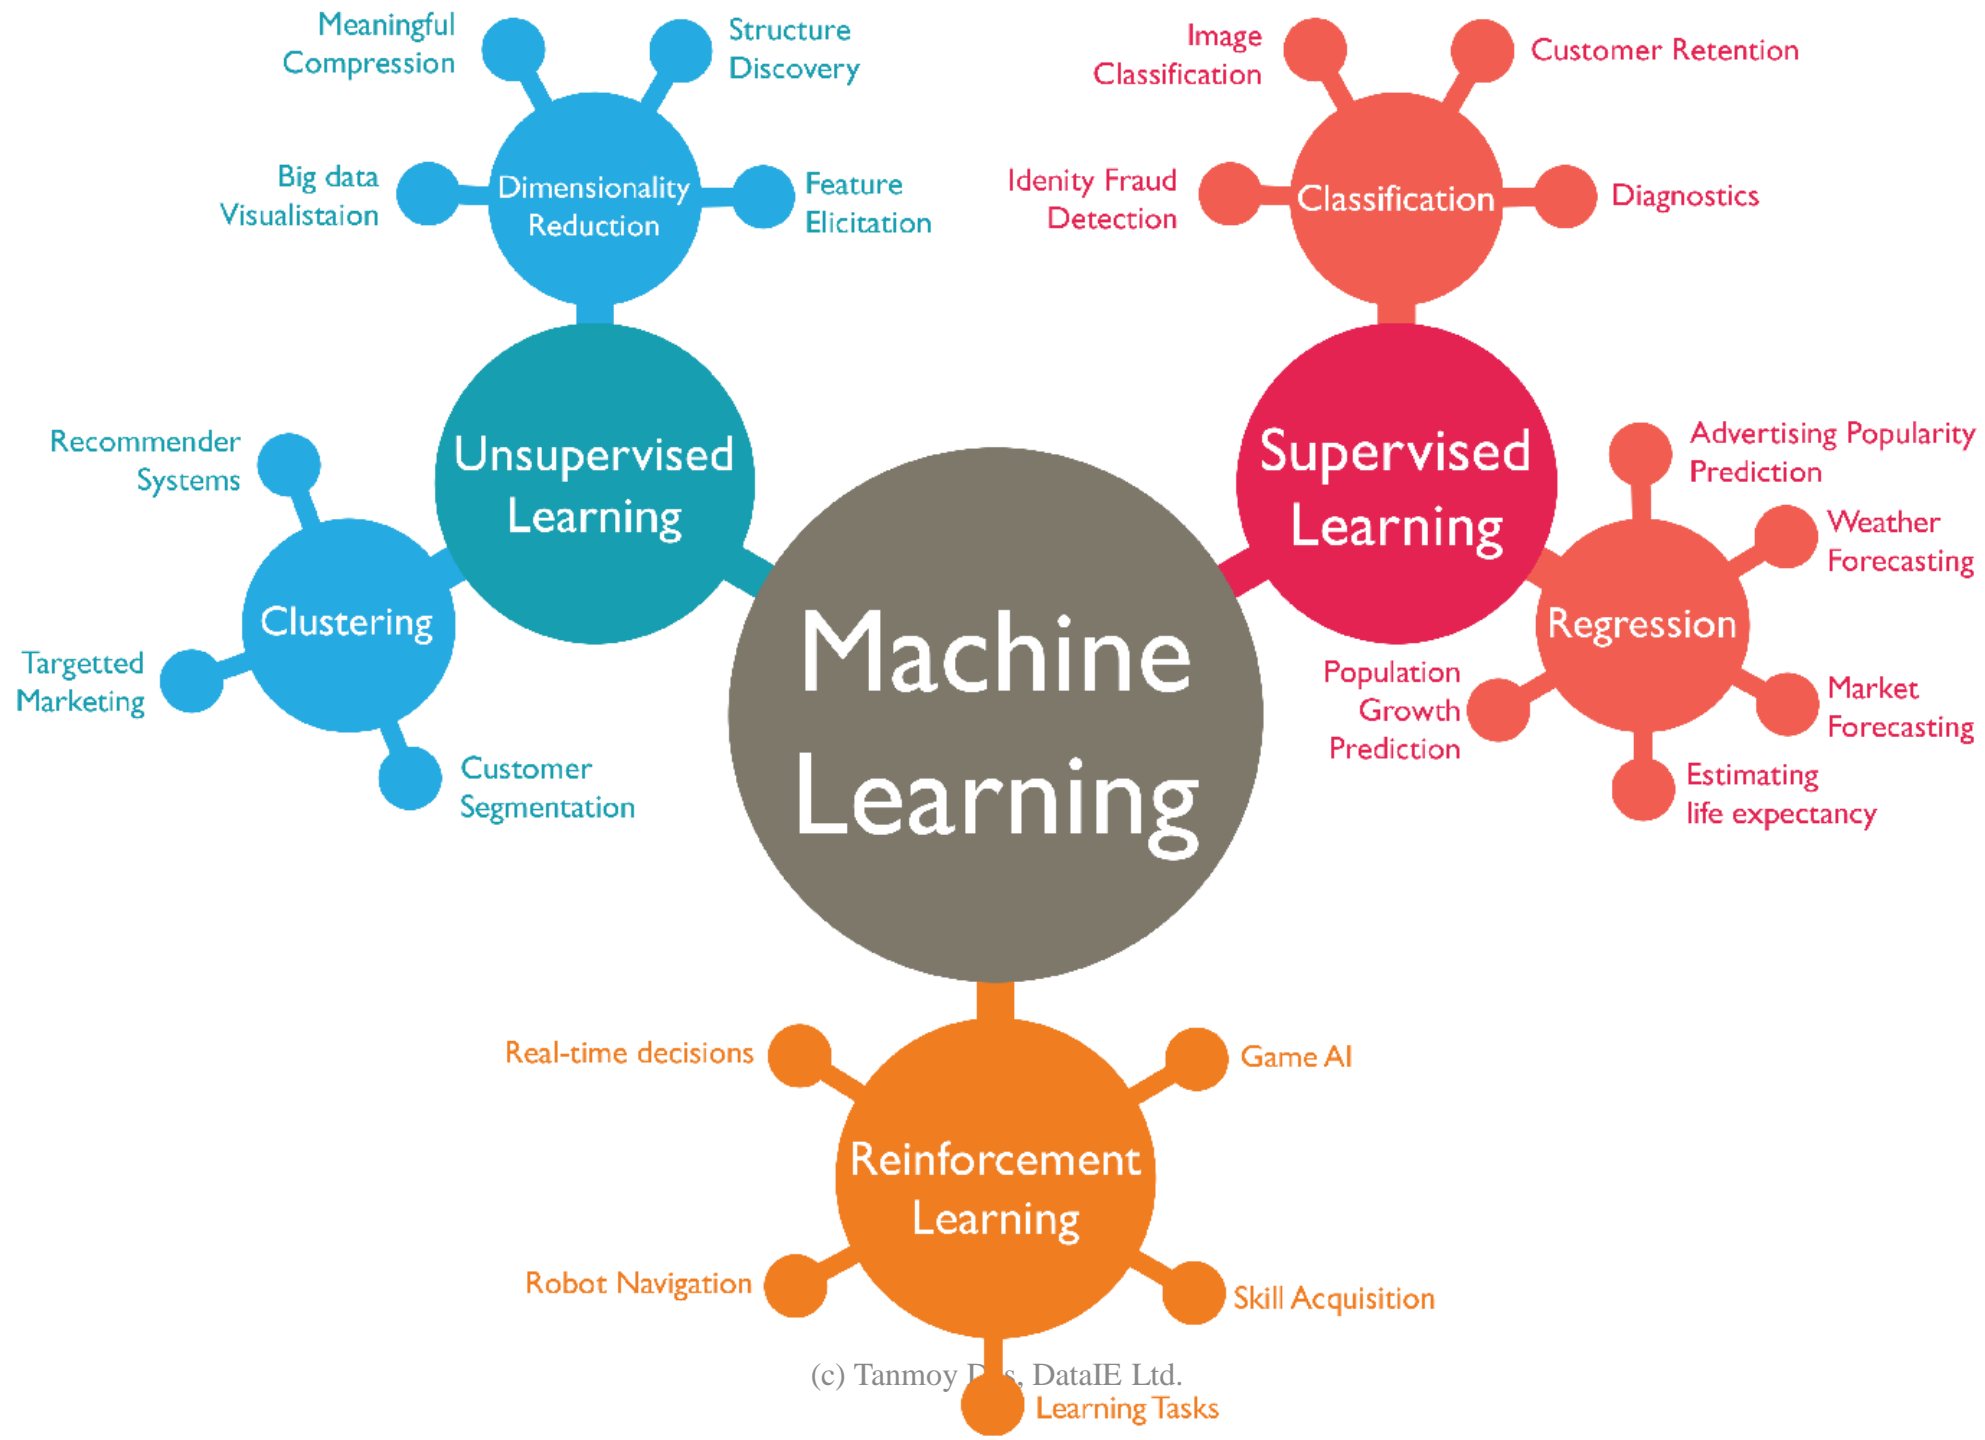 Meaningful
Compression
Structure
Discovery
Big data
Visualistaion
Dimensionality
Reduction
Feature
Elicitation
Image
Classification
Customer Retention
Idenity Fraud
Detection
Classification
Diagnostics
Unsupervised
Learning
Supervised
Learning
Recommender
Systems
Clustering
Targetted
Marketing
Customer
Segmentation
Machine
Learning
Advertising Popularity
Prediction
Weather
Forecasting
Regression
Population
Growth
Prediction
Market
Forecasting
Estimating
life expectancy
Real-time decisions
Game AI
Reinforcement
Learning
Robot Navigation
Skill Acquisition
(c) Tanmoy , DataIE Ltd.
Learning Tasks